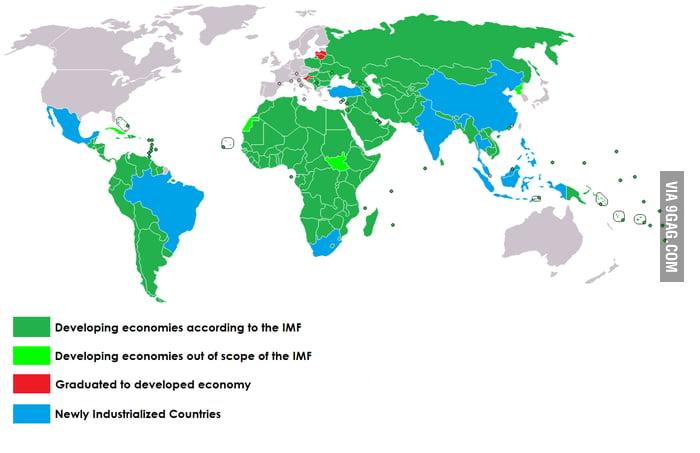 VIA 9GAG.COM
Developing economies according to the IMF
Developing economies out of scope of the IMF
Graduated to developed economy
Newly Industrialized Countries